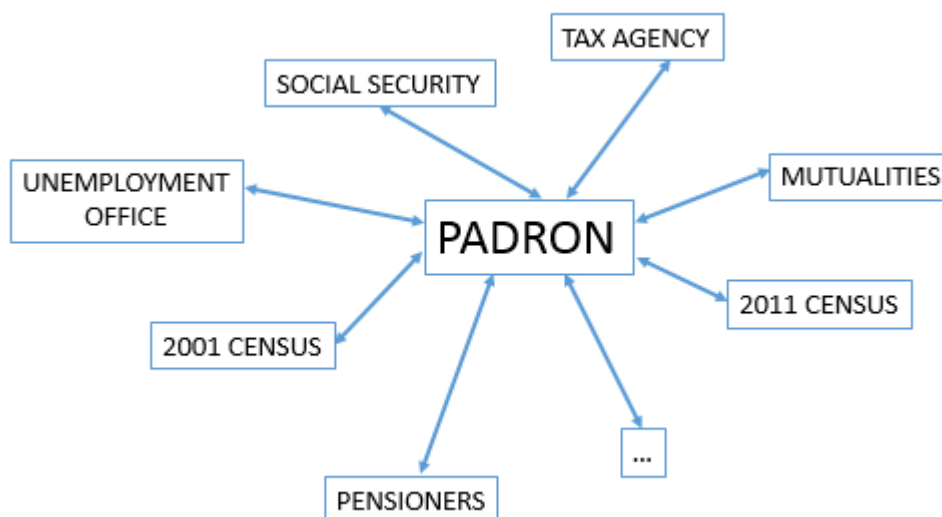 TAX AGENCY
SOCIAL SECURITY
UNEMPLOYMENT
OFFICE
MUTUALITIES
PADRON
2011 CENSUS
2001 CENSUS
...
PENSIONERS